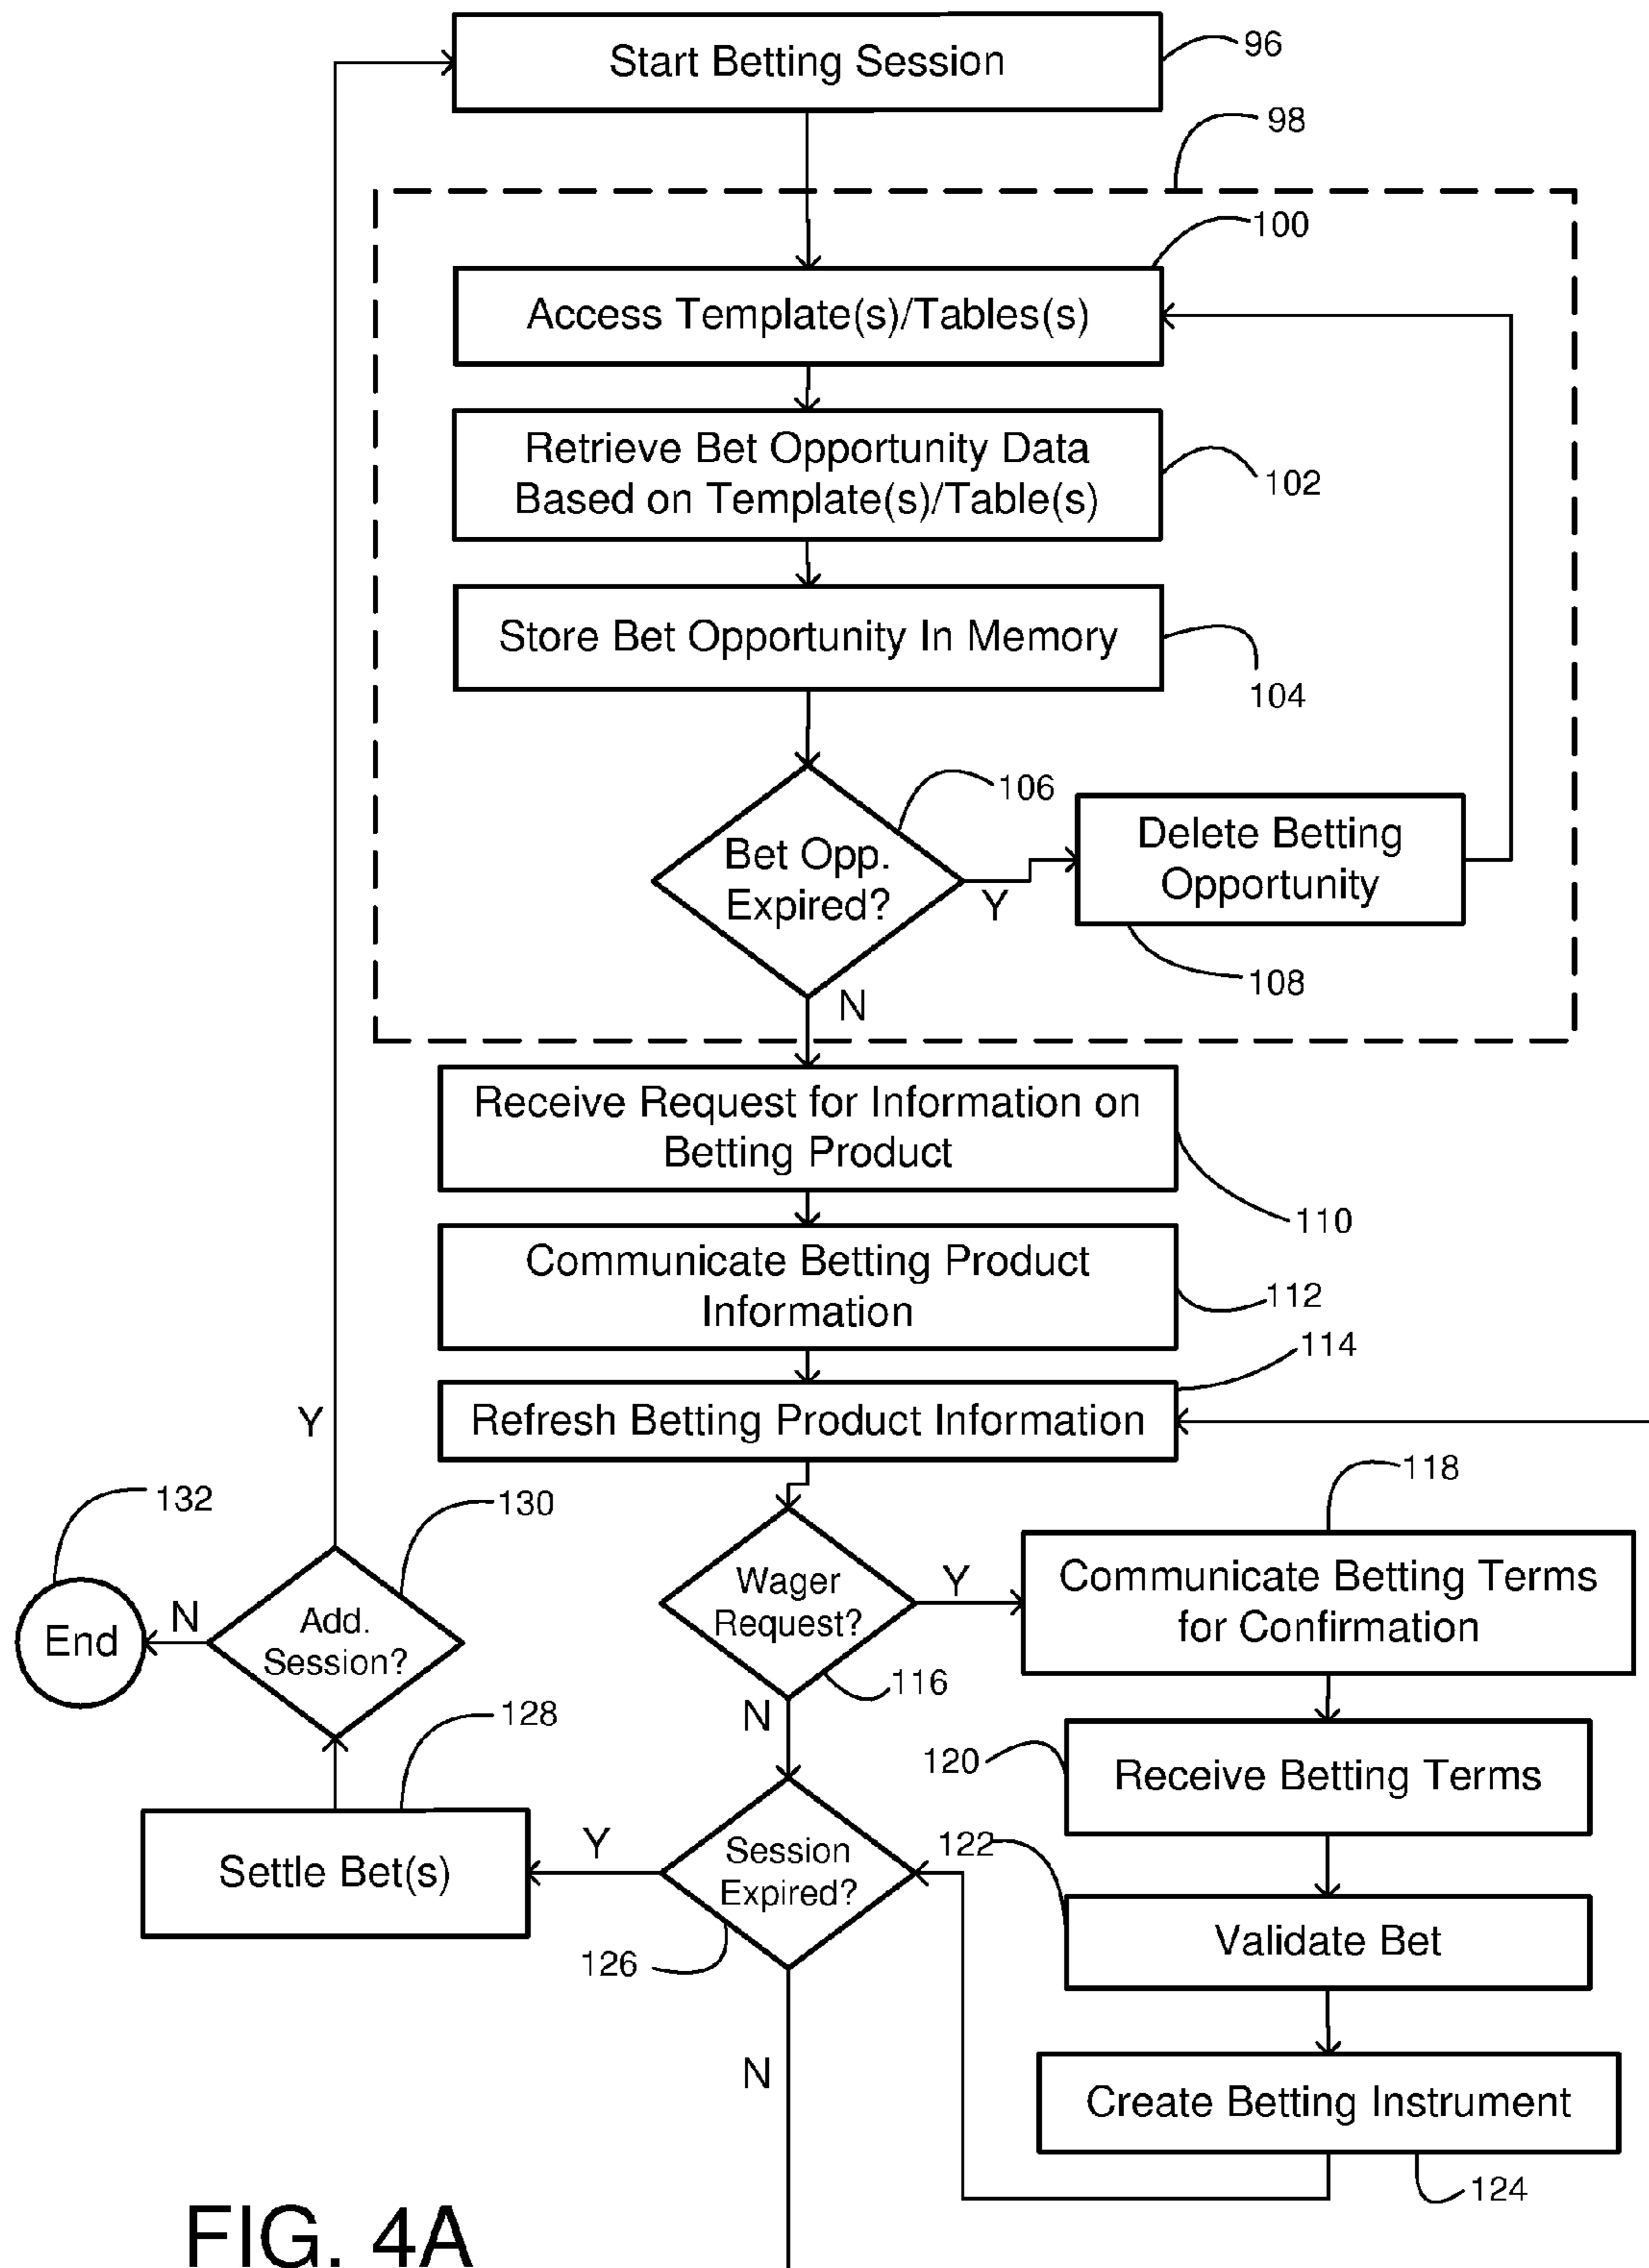 Start Betting Session
96
98
100
Access Template(s)/Tables(s)
Retrieve Bet Opportunity Data
Based on Template(s)/Table(s)
102
Store Bet Opportunity In Memory
104
106
Bet Opp.
Expired?
Y
Delete Betting
Opportunity
108
N
Receive Request for Information on
Betting Product
110
Communicate Betting Product
Information
112
114
Refresh Betting Product Information
Y
118
132
130
Wager
Request?
Y
Communicate Betting Terms
for Confirmation
End
N
Add.
Session?
116
N
128
120
Receive Betting Terms
122
Session
Expired?
Y
Settle Bet(s)
126
Validate Bet
N
Create Betting Instrument
124
FIG. 4A